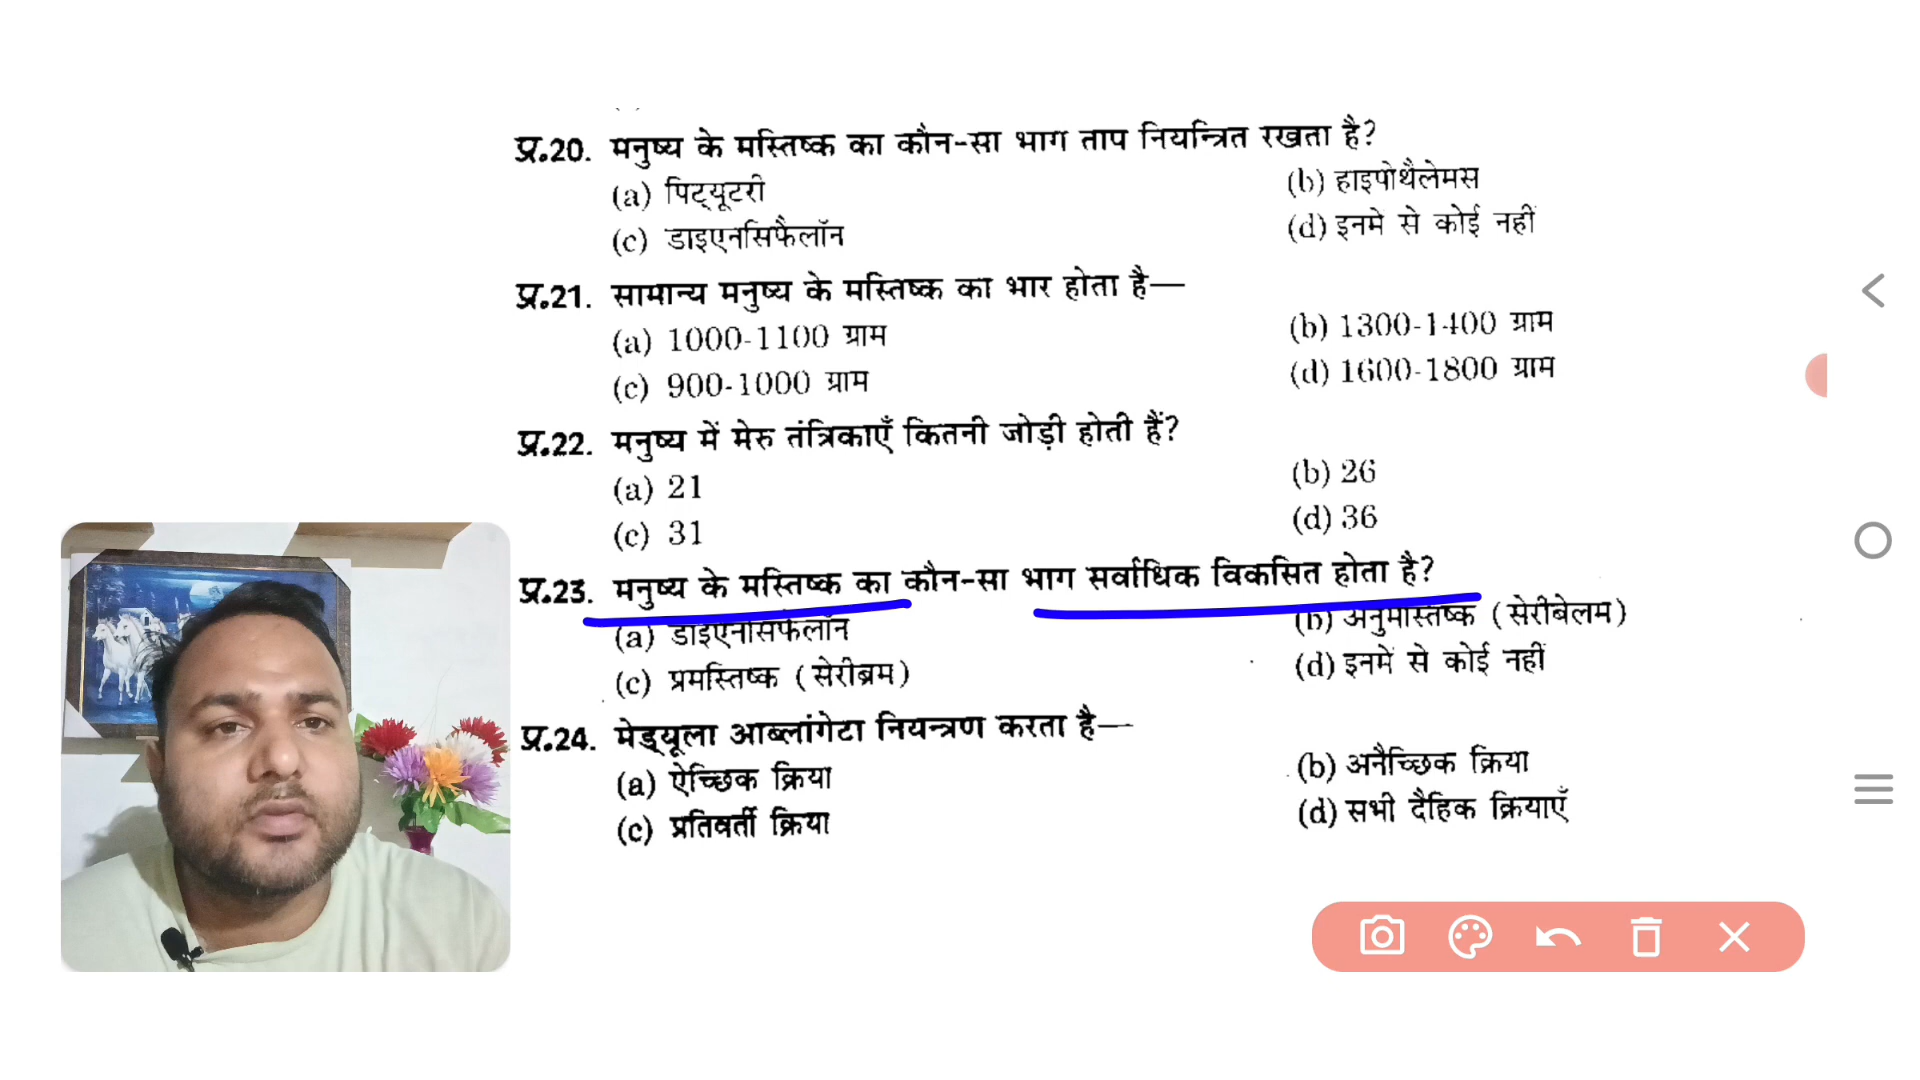 प्र.20. मनुष्य के मस्तिष्क का कौन-सा भाग ताप नियन्त्रित रखता है?
(a) पिट्यूटरी (b) हाइपोथैलेमस
(c) डाइएनसिफैलॉन (d) इनमे से कोई नहीं
प्र.21. सामान्य मनुष्य के मस्तिष्क का भार होता है—
(a) 1000-1100 ग्राम (b) 1300-1400 ग्राम
(c) 900-1000 ग्राम (d) 1600-1800 ग्राम
प्र.22. मनुष्य में मेरु तंत्रिकाएँ कितनी जोड़ी होती हैं?
(a) 21 (b) 26
(c) 31 (d) 36
प्र.23. मनुष्य के मस्तिष्क का कौन-सा भाग सर्वाधिक विकसित होता है?
(a) डाइएनसिफैलॉन (b) अनुमस्तिष्क (सेरीबेलम)
(c) प्रमस्तिष्क (सेरीब्रम) (d) इनमें से कोई नहीं
प्र.24. मेड्यूला आब्लांगेटा नियन्त्रण करता है—
(a) ऐच्छिक क्रिया (b) अनैच्छिक क्रिया
(c) प्रतिवर्ती क्रिया (d) सभी दैहिक क्रियाएँ